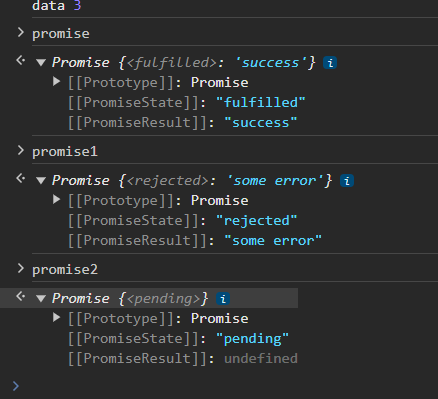 data 3
> promise
<· ▼ Promise {<fulfilled>: 'success'} i
▶ [[Prototype]]: Promise
[[PromiseState]]: "fulfilled"
[[PromiseResult]]: "success"
> promise1
<· ▼ Promise {<rejected>: 'some error'} i
▶ [[Prototype]]: Promise
[[PromiseState]]: "rejected"
[[PromiseResult]]: "some error"
> promise2
<· ▼ Promise {<pending>} i
▶ [[Prototype]]: Promise
[[PromiseState]]: "pending"
[[PromiseResult]]: undefined
>